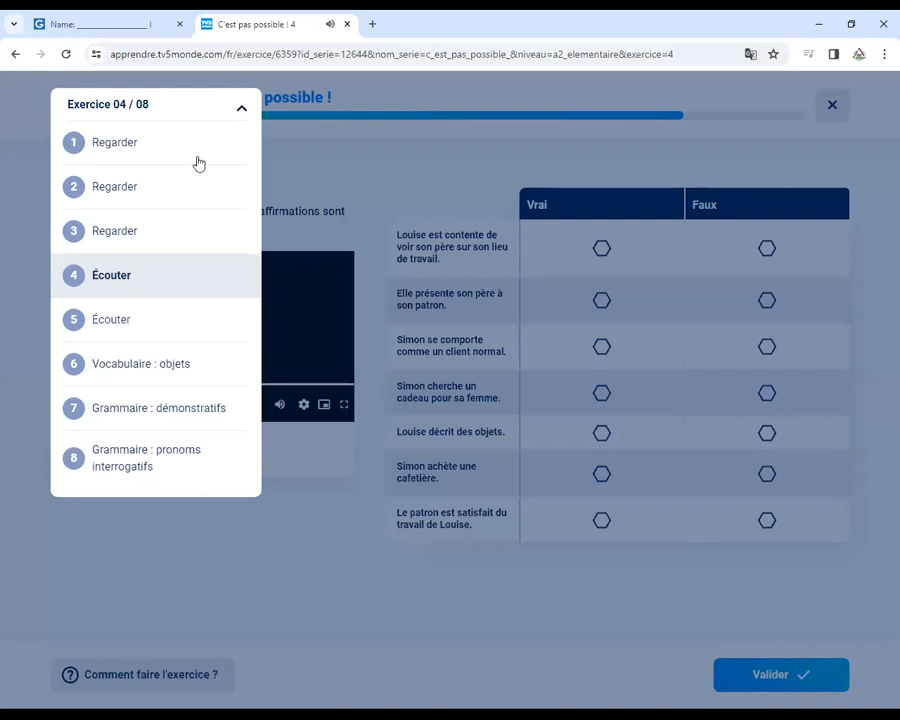 Name: ________________ |
C'est pas possible ! 4
apprendre.tv5monde.com/fr/exercice/6359?id_serie=12644&nom_serie=c_est_pas_possible_&niveau=a2_elementaire&exercice=4
Exercice 04 / 08
possible !
1 Regarder
2 Regarder
3 Regarder
4 Écouter
5 Écouter
6 Vocabulaire : objets
7 Grammaire : démonstratifs
8 Grammaire : pronoms
interrogatifs
affirmations sont
Vrai Faux
Louise est contente de
voir son père sur son lieu
de travail.
Elle présente son père à
son patron.
Simon se comporte
comme un client normal.
Simon cherche un
cadeau pour sa femme.
Louise décrit des objets.
Simon achète une
cafetière.
Le patron est satisfait du
travail de Louise.
Comment faire l'exercice ?
Valider